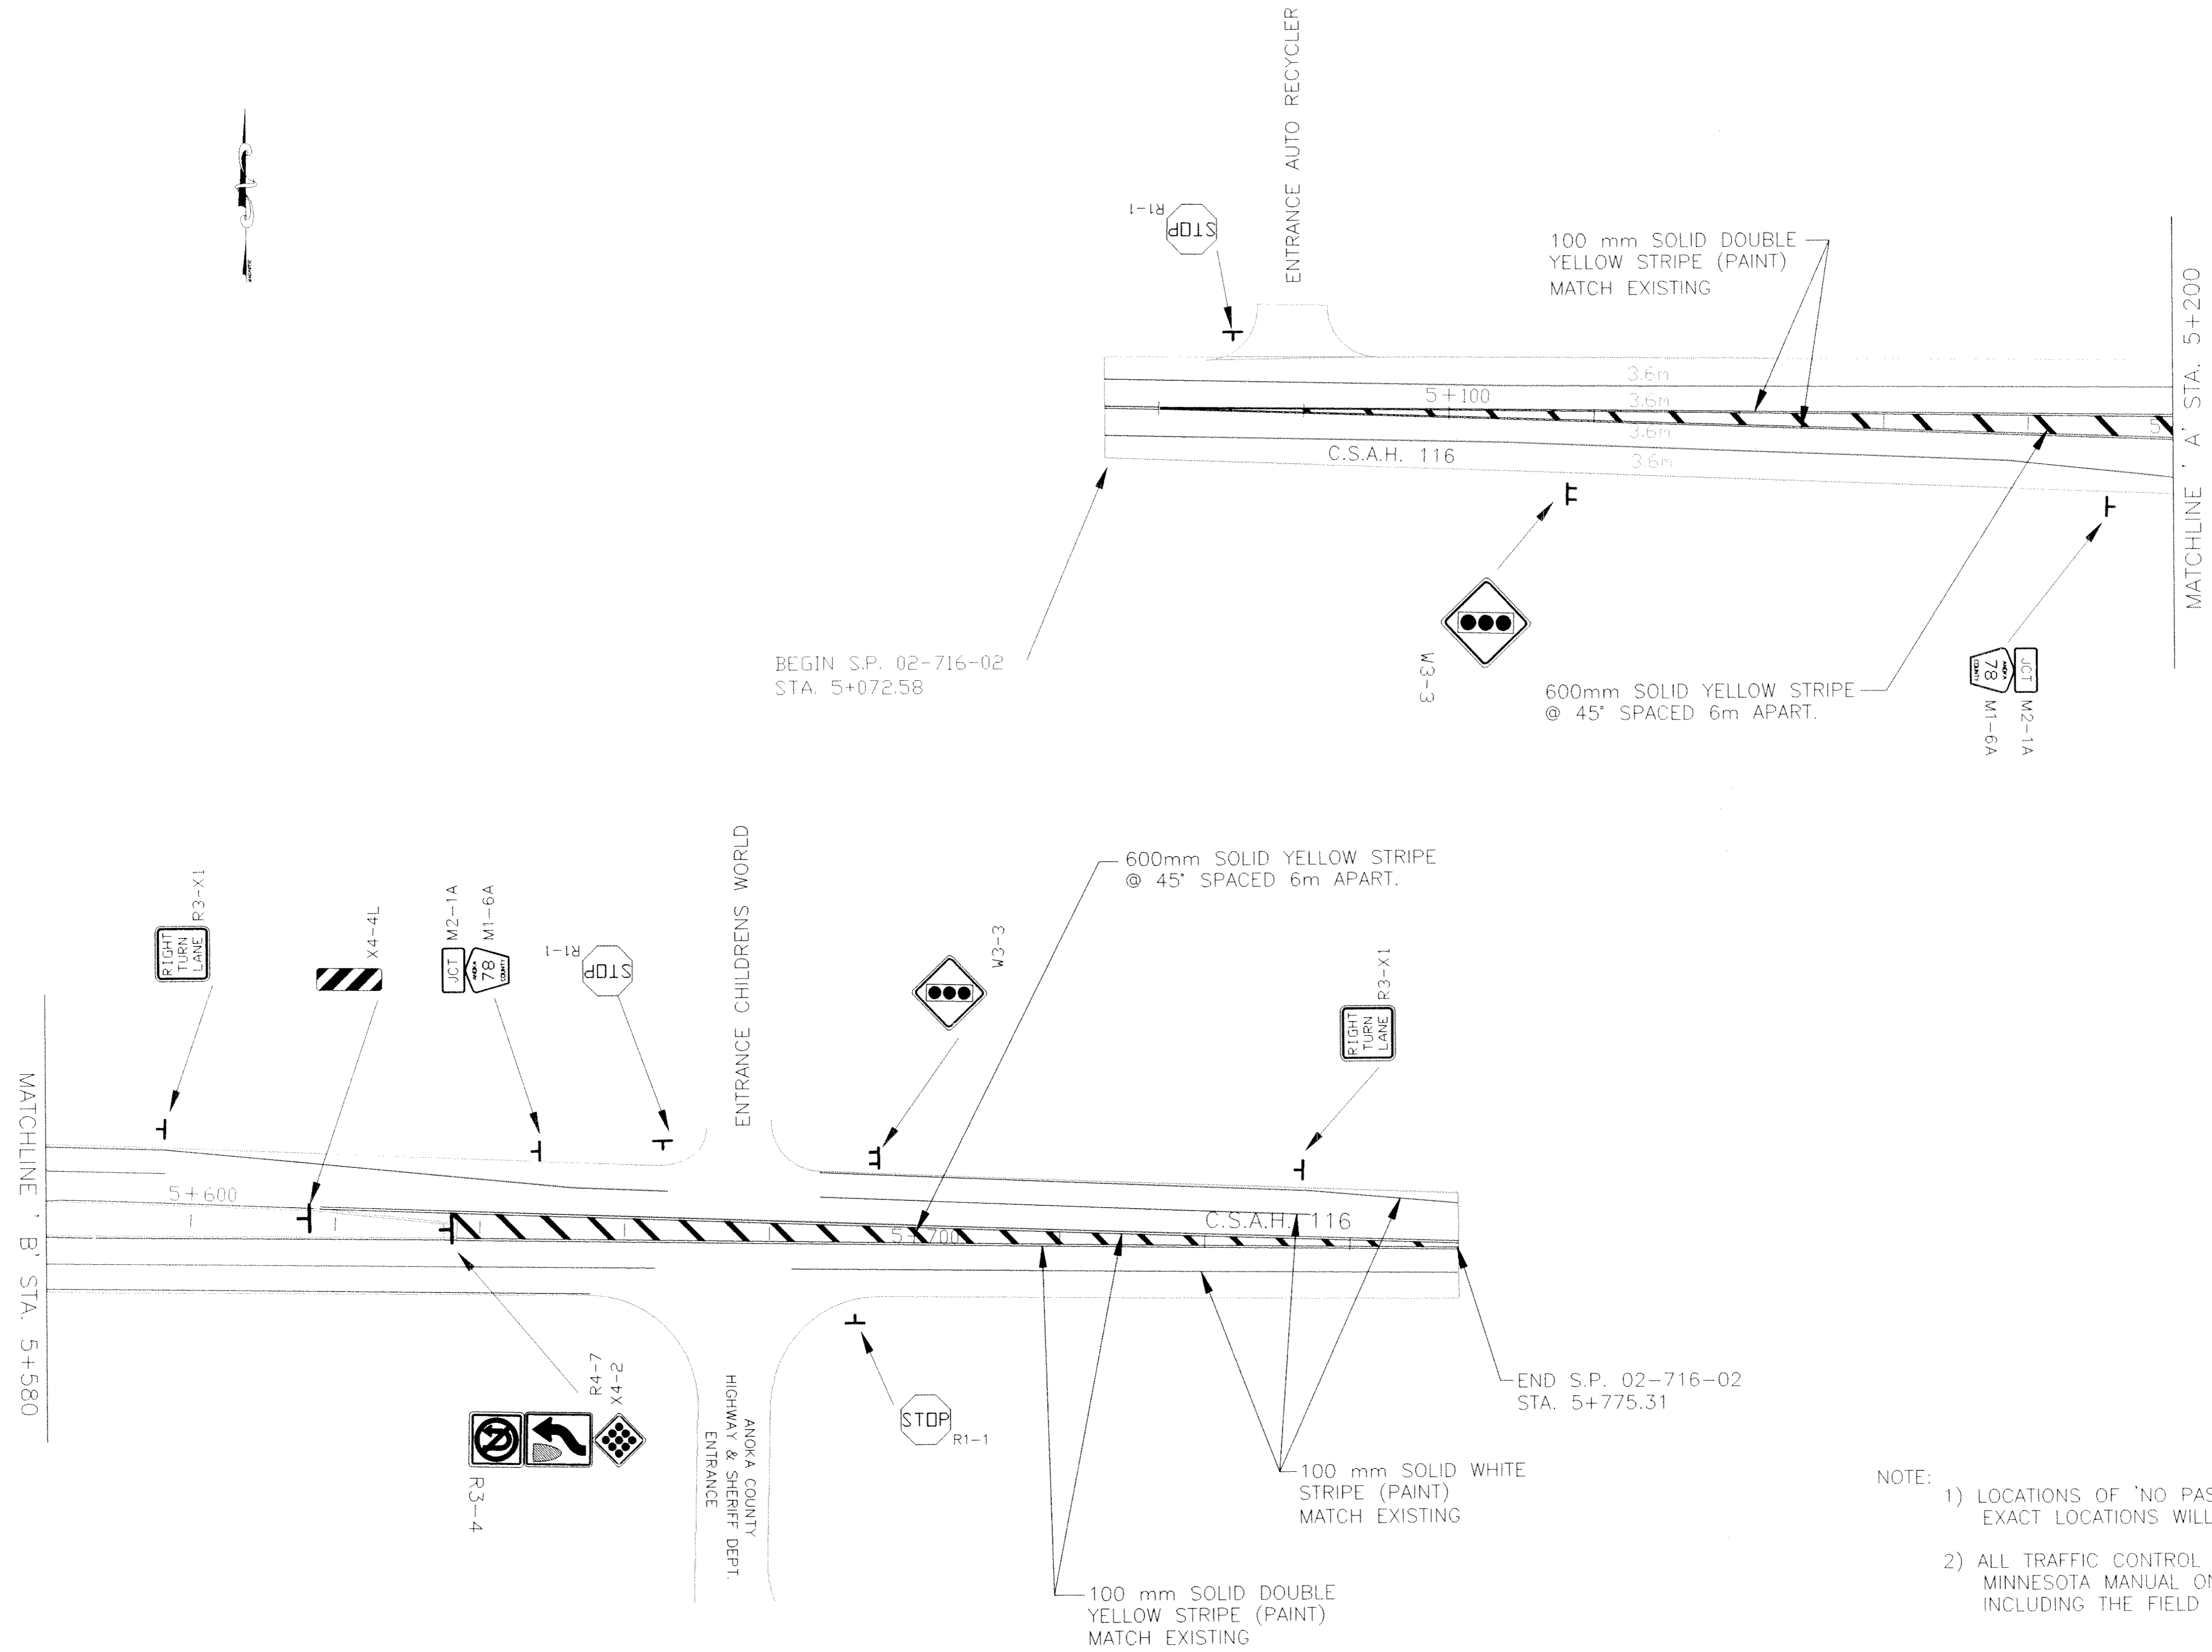 ENTRANCE AUTO RECYCLER
R1-1
STOP
100 mm SOLID DOUBLE
YELLOW STRIPE (PAINT)
MATCH EXISTING
3.6m
5+100
3.6m
3.6m
C.S.A.H. 116
3.6m
5
MATCHLINE 'A' STA. 5+200
BEGIN S.P. 02-716-02
STA. 5+072.58
W3-3
600mm SOLID YELLOW STRIPE
@ 45° SPACED 6m APART.
JCT
ANOKA
78
COUNTY
M2-1A
M1-6A
RIGHT
TURN
LANE
R3-X1
X4-4L
JCT
M2-1A
ANOKA
78
COUNTY
M1-6A
R1-1
STOP
ENTRANCE CHILDRENS WORLD
600mm SOLID YELLOW STRIPE
@ 45° SPACED 6m APART.
W3-3
RIGHT
TURN
LANE
R3-X1
MATCHLINE 'B' STA. 5+580
5+600
5+700
C.S.A.H. 116
R4-7
X4-2
R3-4
ANOKA COUNTY
HIGHWAY & SHERIFF DEPT.
ENTRANCE
STOP
R1-1
END S.P. 02-716-02
STA. 5+775.31
100 mm SOLID WHITE
STRIPE (PAINT)
MATCH EXISTING
100 mm SOLID DOUBLE
YELLOW STRIPE (PAINT)
MATCH EXISTING
NOTE:
1) LOCATIONS OF 'NO PAS
EXACT LOCATIONS WILL
2) ALL TRAFFIC CONTROL
MINNESOTA MANUAL ON
INCLUDING THE FIELD